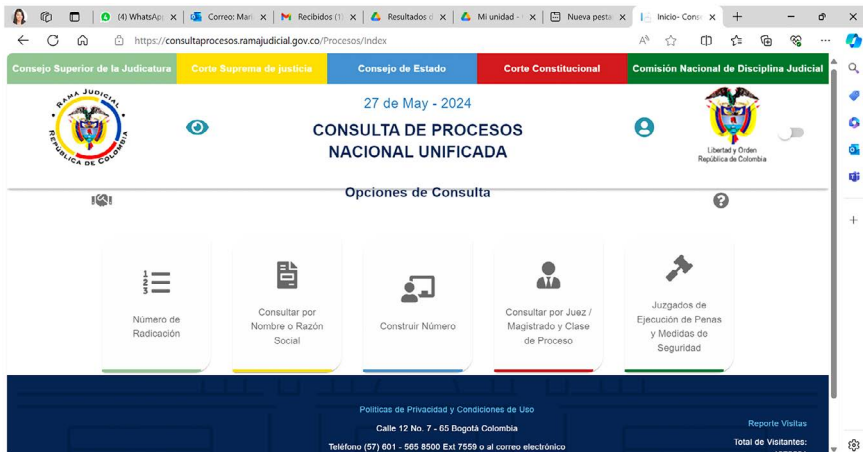 (4) WhatsAp
Correo: Mar
Recibidos (1)
Resultados d
Mi unidad -
Nueva pesta
Inicio- Cons
https://consultaprocesos.ramajudicial.gov.co/Procesos/Index
Consejo Superior de la Judicatura
Corte Suprema de justicia
Consejo de Estado
Corte Constitucional
Comisión Nacional de Disciplina Judicial
RAMA JUDICIAL
REPÚBLICA DE COLOMBIA
27 de May - 2024
CONSULTA DE PROCESOS
NACIONAL UNIFICADA
Libertad y Orden
República de Colombia
Opciones de Consulta
Número de
Radicación
Consultar por
Nombre o Razón
Social
Construir Número
Consultar por Juez /
Magistrado y Clase
de Proceso
Juzgados de
Ejecución de Penas
y Medidas de
Seguridad
Políticas de Privacidad y Condiciones de Uso
Calle 12 No. 7 - 65 Bogotá Colombia
Teléfono (57) 601 - 565 8500 Ext 7559 o al correo electrónico
Reporte Visitas
Total de Visitantes: